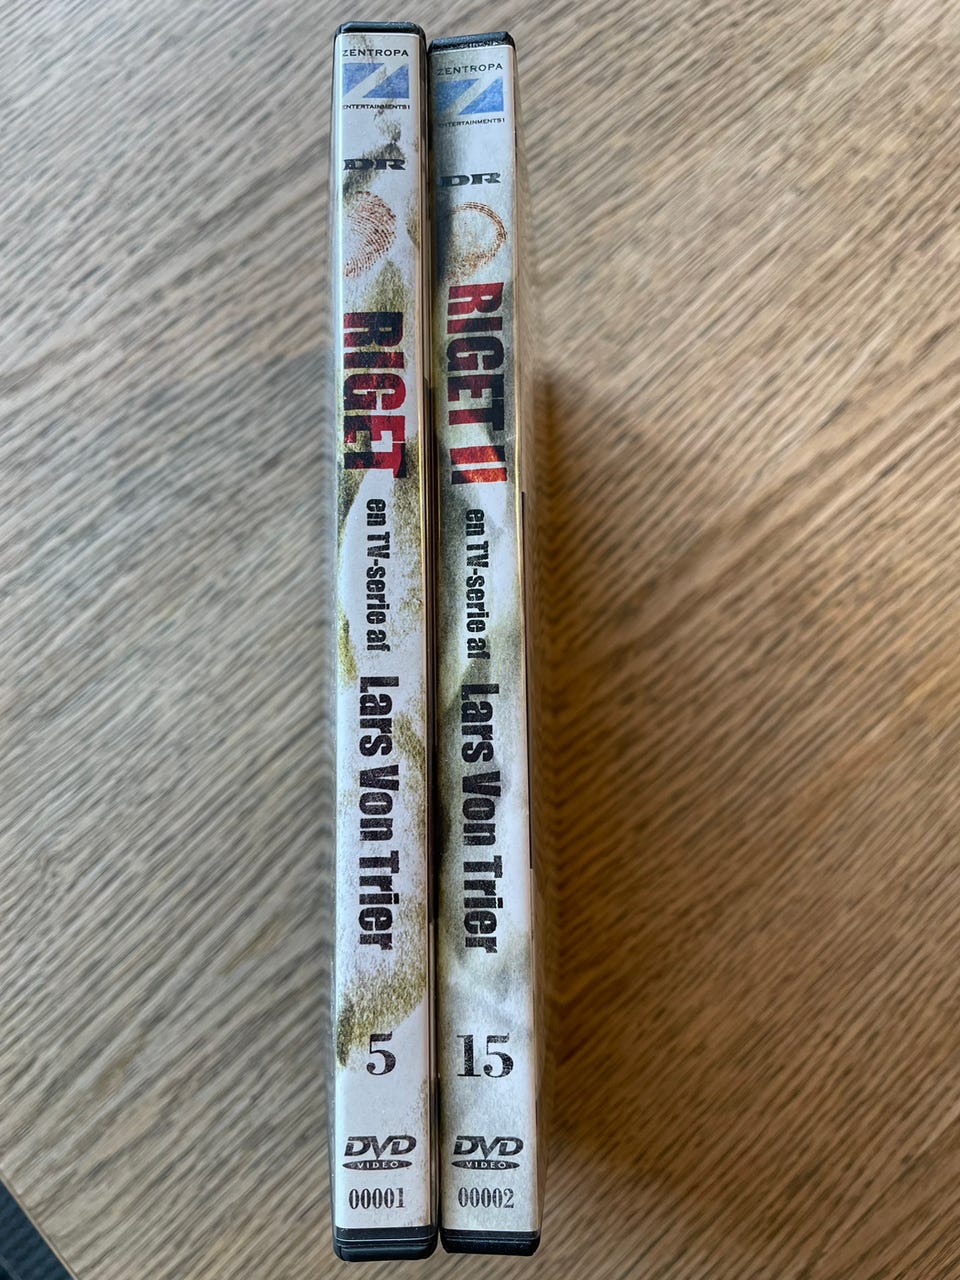 ZENTROPA
ENTERTAINMENTS1
DR
RIGET
en TV-serie af
Lars Von Trier
5
DVD
VIDEO
00001
ZENTROPA
ENTERTAINMENTS1
DR
RIGET II
en TV-serie af
Lars Von Trier
15
DVD
VIDEO
00002